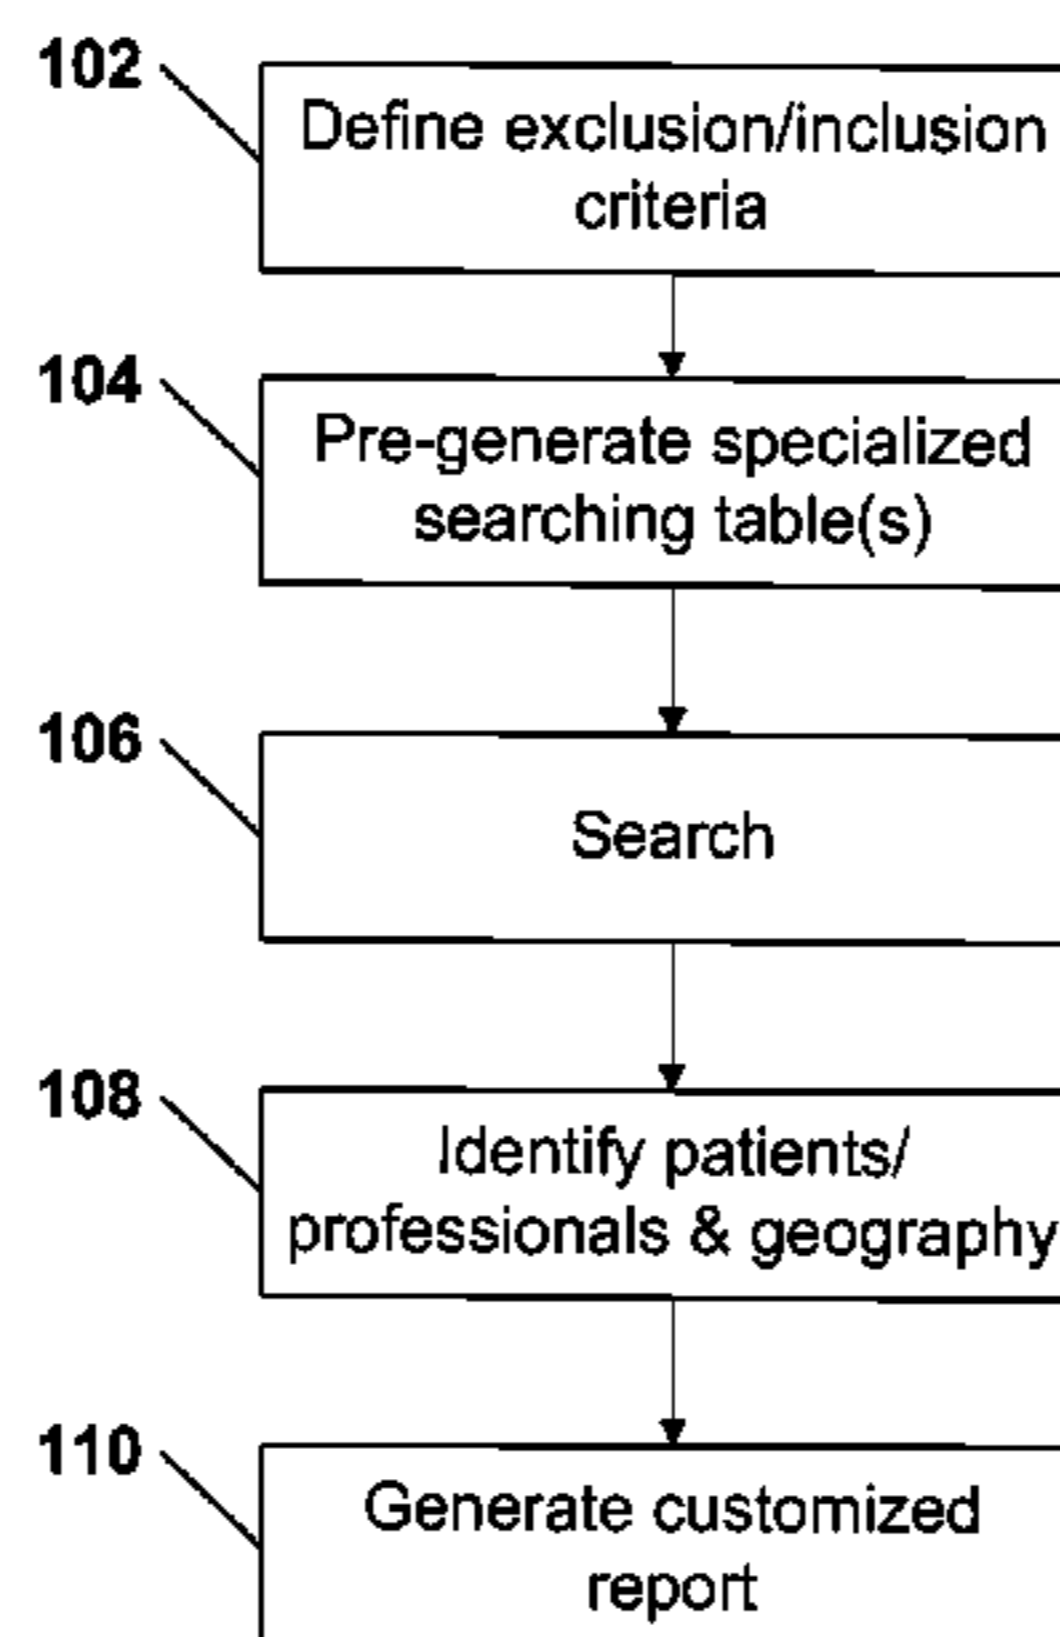 102
Define exclusion/inclusion
criteria
104
Pre-generate specialized
searching table(s)
106
Search
108
Identify patients/
professionals & geography
110
Generate customized
report